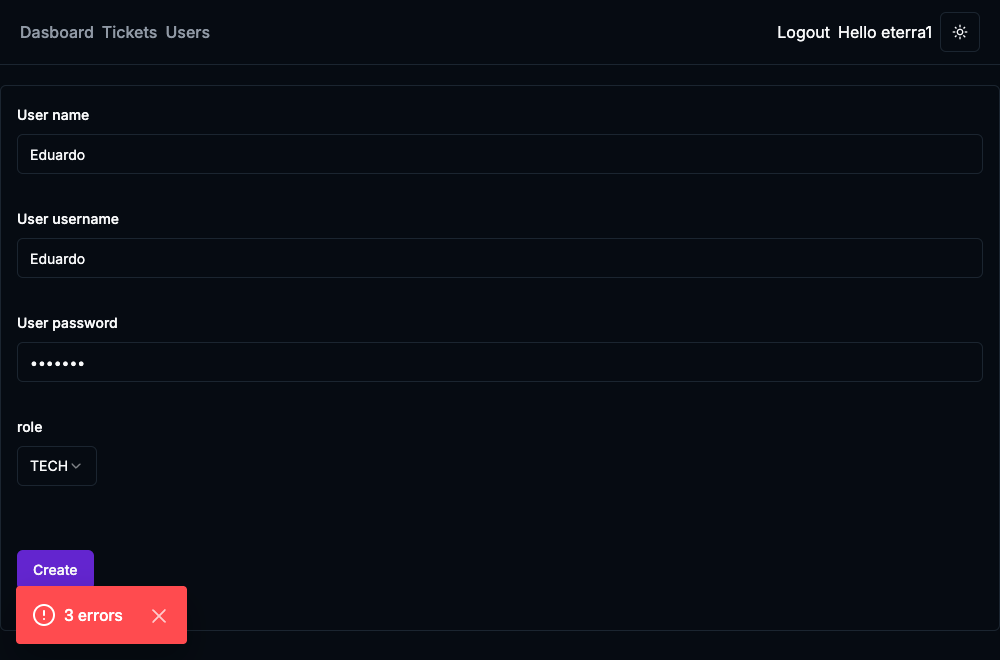 Dasboard Tickets Users
Logout Hello eterra1
User name
Eduardo
User username
Eduardo
User password
•••••••
role
TECH
Create
3 errors